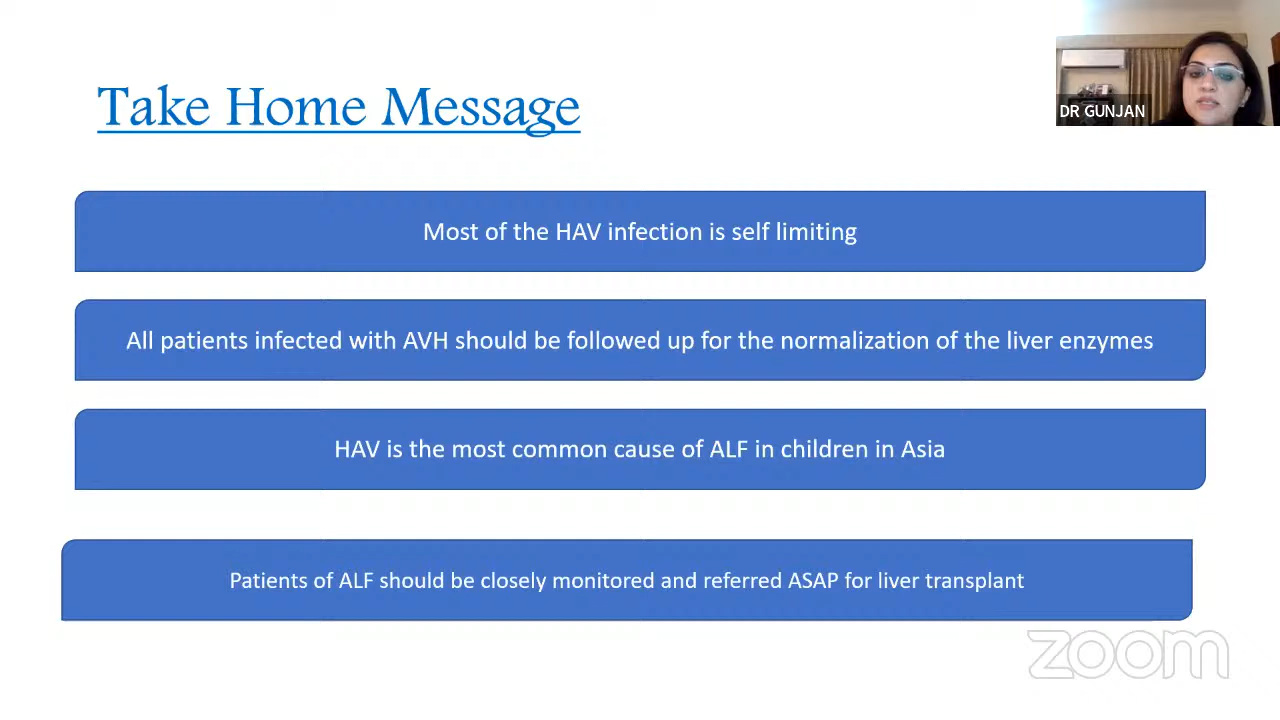 Take Home Message
DR GUNJAN
Most of the HAV infection is self limiting
All patients infected with AVH should be followed up for the normalization of the liver enzymes
HAV is the most common cause of ALF in children in Asia
Patients of ALF should be closely monitored and referred ASAP for liver transplant
zoom